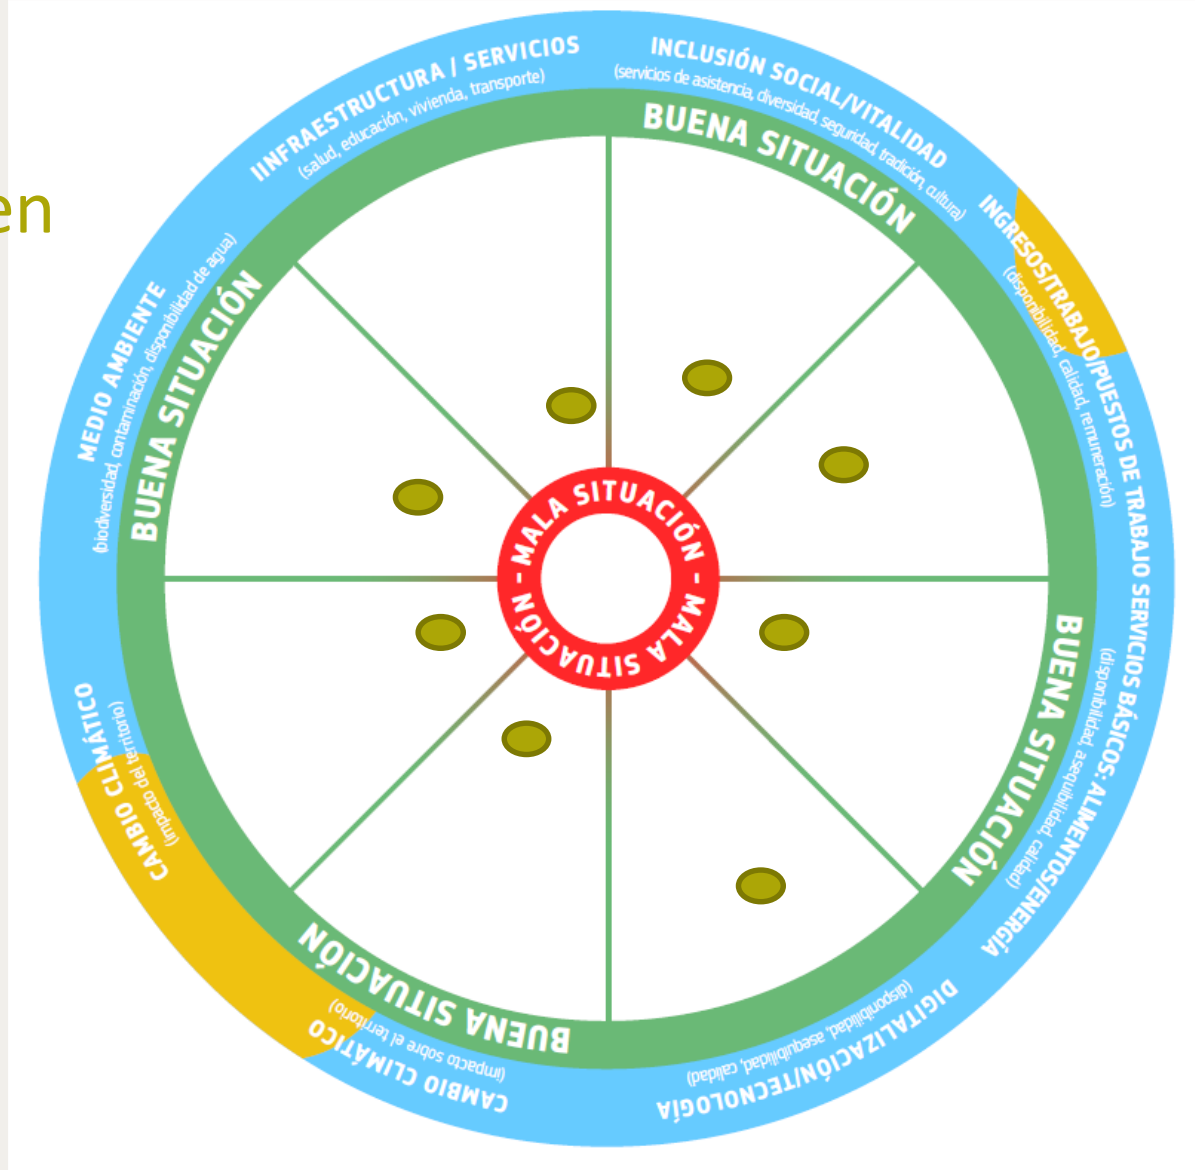 en
IINFRAESTRUCTURA / SERVICIOS
(salud, educación, vivienda, transporte)
INCLUSIÓN SOCIAL/VITALIDAD
(servicios de asistencia, diversidad, seguridad, tradición, cultura)
INGRESOS/TRABAJO/PUESTOS DE TRABAJO
(disponibilidad, calidad, remuneración)
SERVICIOS BÁSICOS: ALIMENTOS/ENERGÍA
(disponibilidad, asequibilidad, calidad)
DIGITALIZACIÓN/TECNOLOGÍA
(disponibilidad, asequibilidad, calidad)
CAMBIO CLIMÁTICO
(impacto sobre el territorio)
CAMBIO CLIMÁTICO
(impacto del territorio)
MEDIO AMBIENTE
(biodiversidad, contaminación, disponibilidad de agua)
BUENA SITUACIÓN
BUENA SITUACIÓN
BUENA SITUACIÓN
BUENA SITUACIÓN
- MALA SITUACIÓN - MALA SITUACIÓN